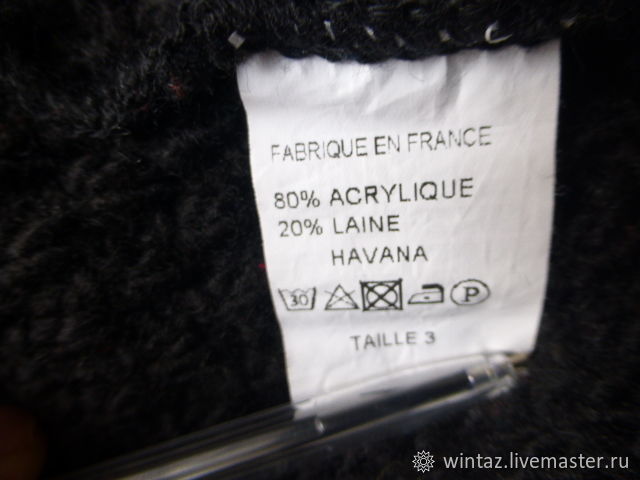 FABRIQUE EN FRANCE
80% ACRYLIQUE
20% LAINE
HAVANA
30 P
TAILLE 3
wintaz.livemaster.ru